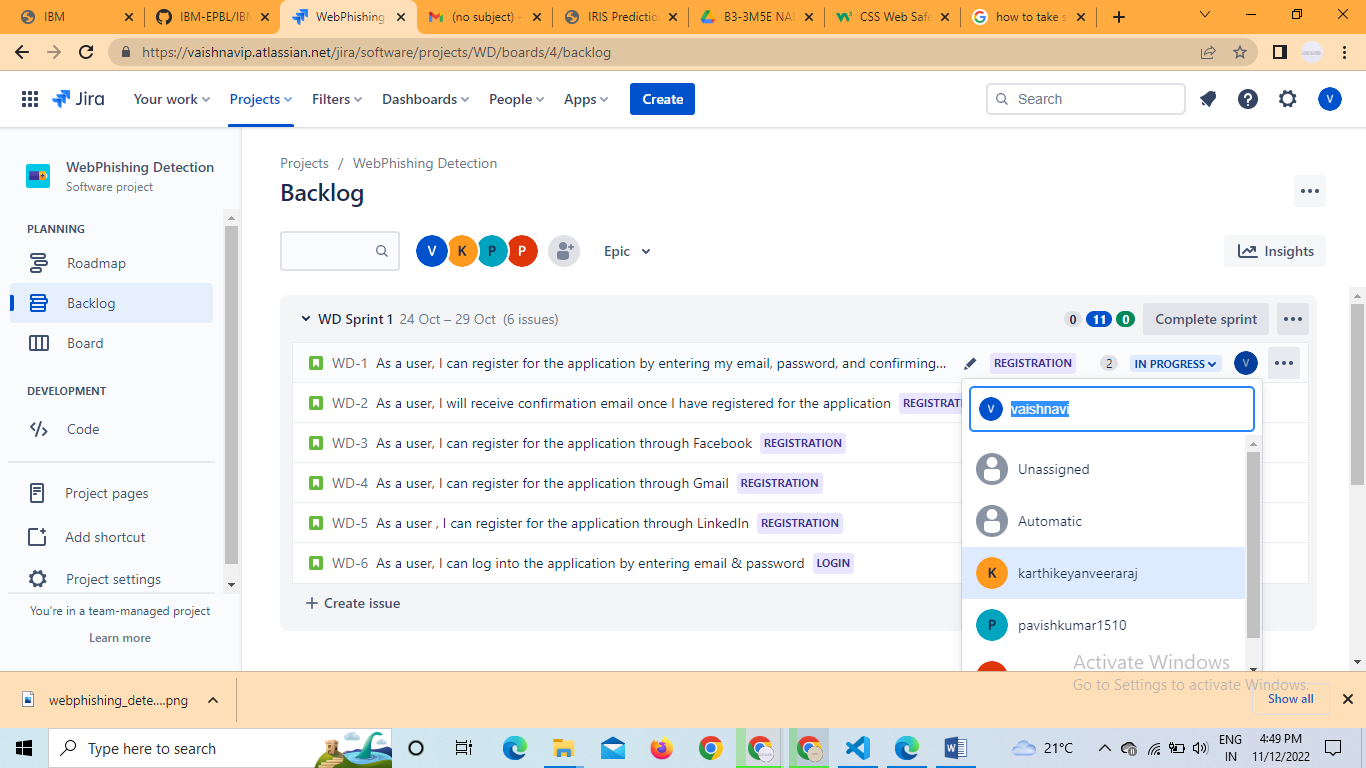 IBM
IBM-EPBL/IBM
WebPhishing
(no subject) -
IRIS Prediction
B3-3M5E NAL
CSS Web Safe
how to take s
https://vaishnavip.atlassian.net/jira/software/projects/WD/boards/4/backlog
Jira
Your work
Projects
Filters
Dashboards
People
Apps
Create
Search
V
WebPhishing Detection
Software project
PLANNING
Roadmap
Backlog
Board
DEVELOPMENT
Code
Project pages
Add shortcut
Project settings
You're in a team-managed project
Learn more
Projects / WebPhishing Detection
Backlog
V K P P
Epic
Insights
WD Sprint 1 24 Oct – 29 Oct (6 issues)
0 11 0 Complete sprint
WD-1 As a user, I can register for the application by entering my email, password, and confirming... REGISTRATION 2 IN PROGRESS V
WD-2 As a user, I will receive confirmation email once I have registered for the application REGISTRATI
WD-3 As a user, I can register for the application through Facebook REGISTRATION
WD-4 As a user, I can register for the application through Gmail REGISTRATION
WD-5 As a user , I can register for the application through LinkedIn REGISTRATION
WD-6 As a user, I can log into the application by entering email & password LOGIN
+ Create issue
V vaishnavi
Unassigned
Automatic
K karthikeyanveeraraj
P pavishkumar1510
Activate Windows
Go to Settings to activate Windows.
webphishing_dete....png
Show all
Type here to search
21°C
ENG
IN
4:49 PM
11/12/2022